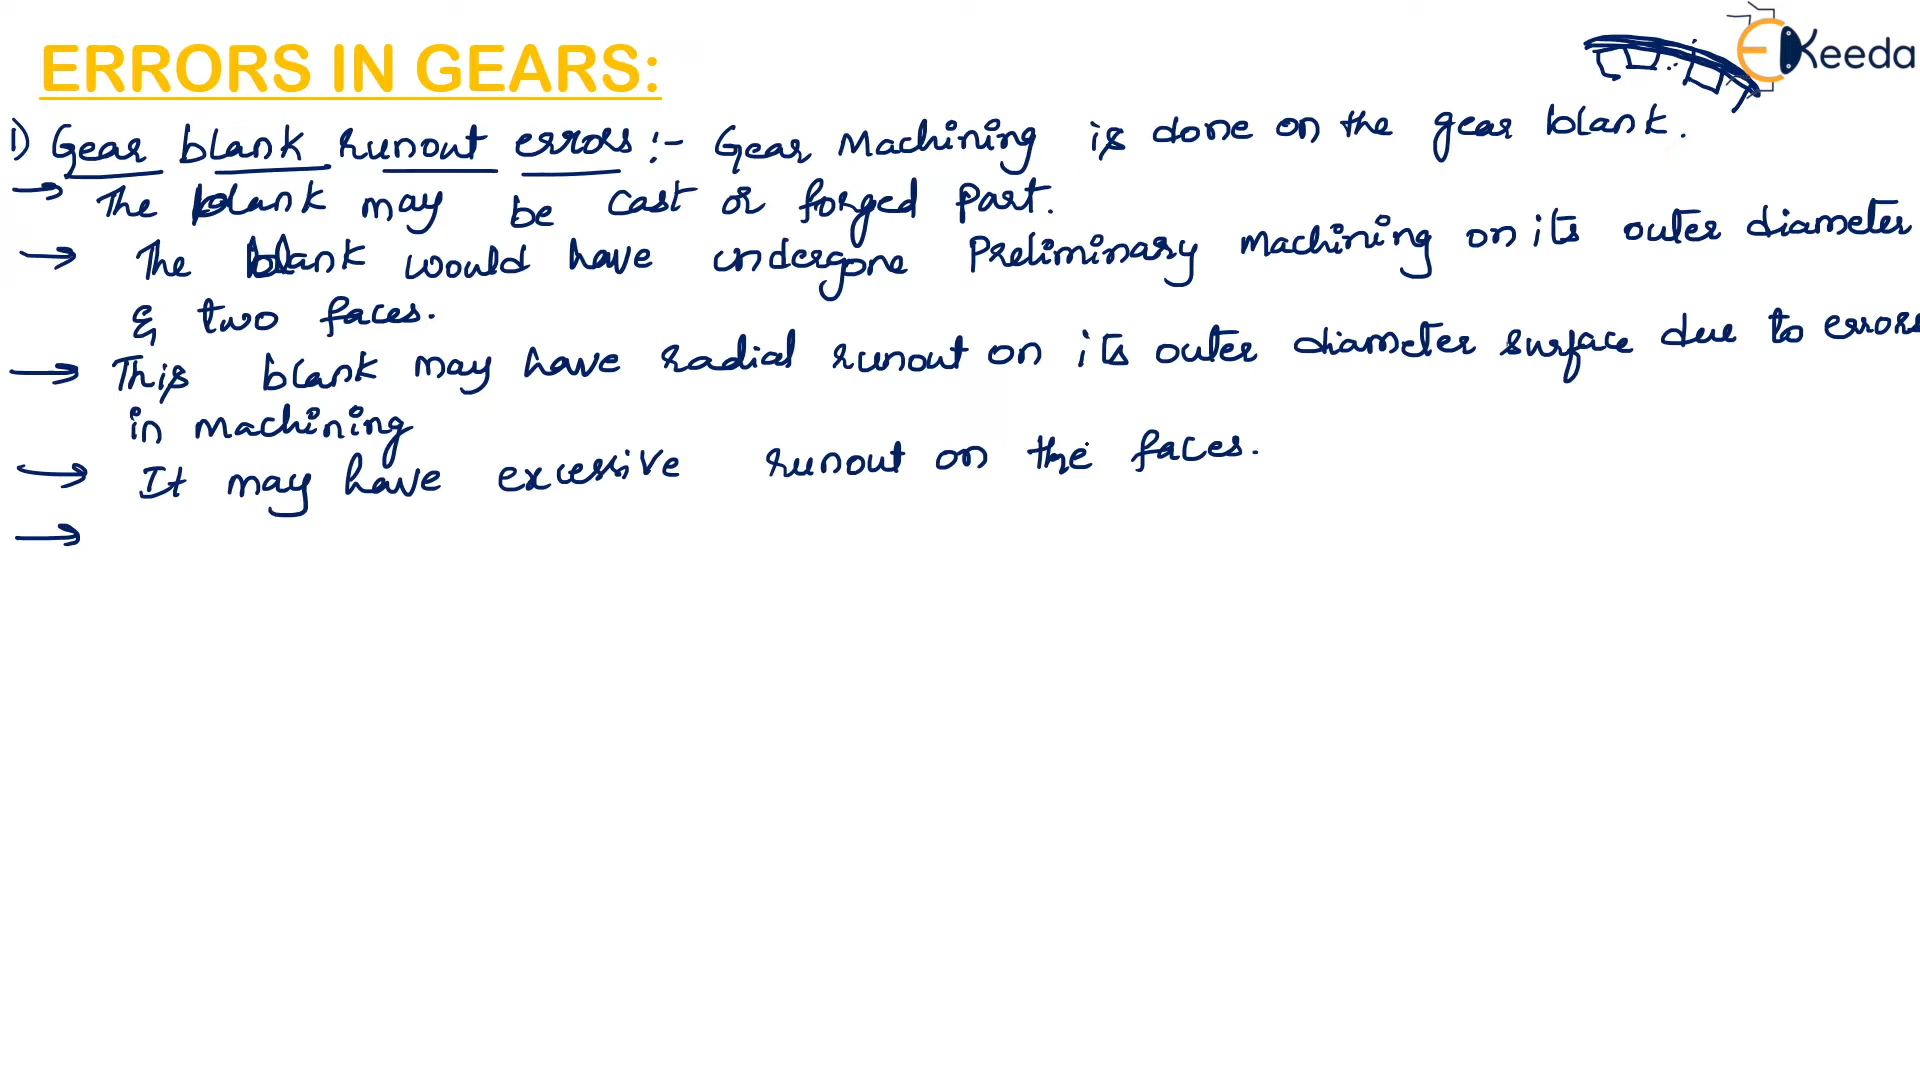 ERRORS IN GEARS:
EKeeda
1) Gear blank runout errors :- Gear Machining is done on the gear blank.
→ The blank may be cast or forged part.
→ The blank would have undergone Preliminary Machining on its outer diameter
& two faces.
→ This blank may have radial runout on its outer diameter surface due to errors
in machining
→ It may have excessive runout on the faces.
→